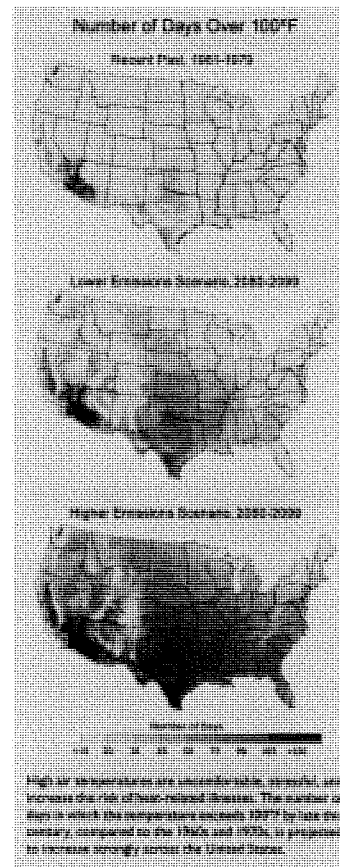 Number of Days Over 100°F
Recent Past, 1961-1979
Lower Emissions Scenario, 2080-2099
Higher Emissions Scenario, 2080-2099
Number of Days
High air temperatures are uncomfortable, stressful, and
increase the risk of heat-related illnesses. The number of
days in which the temperature exceeds 100°F by late this
century, compared to the 1960s and 1970s, is projected
to increase strongly across the United States.